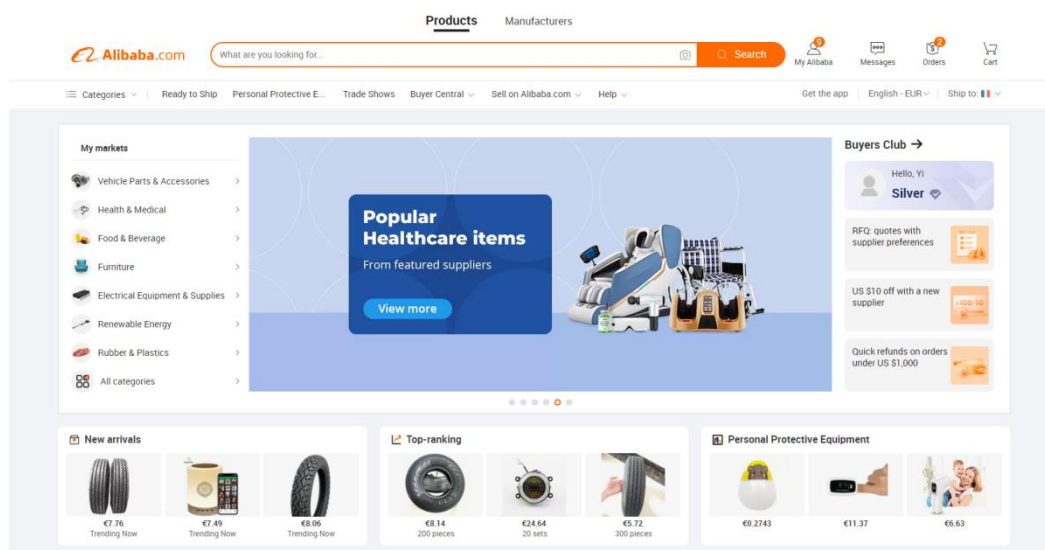 Products Manufacturers
Alibaba.com What are you looking for... Search
9
2
My Alibaba Messages Orders Cart
Categories Ready to Ship Personal Protective E... Trade Shows Buyer Central Sell on Alibaba.com Help Get the app English - EUR Ship to:
My markets
Vehicle Parts & Accessories
Health & Medical
Food & Beverage
Furniture
Electrical Equipment & Supplies
Renewable Energy
Rubber & Plastics
All categories
Popular
Healthcare items
From featured suppliers
View more
Buyers Club →
Hello, Yi
Silver
RFQ: quotes with
supplier preferences
US $10 off with a new
supplier
Quick refunds on orders
under US $1,000
New arrivals
€7.76 €7.49 €8.06
Trending Now Trending Now Trending Now
Top-ranking
€8.14 €24.64 €5.72
200 pieces 20 sets 300 pieces
Personal Protective Equipment
€0.2743 €11.37 €6.63